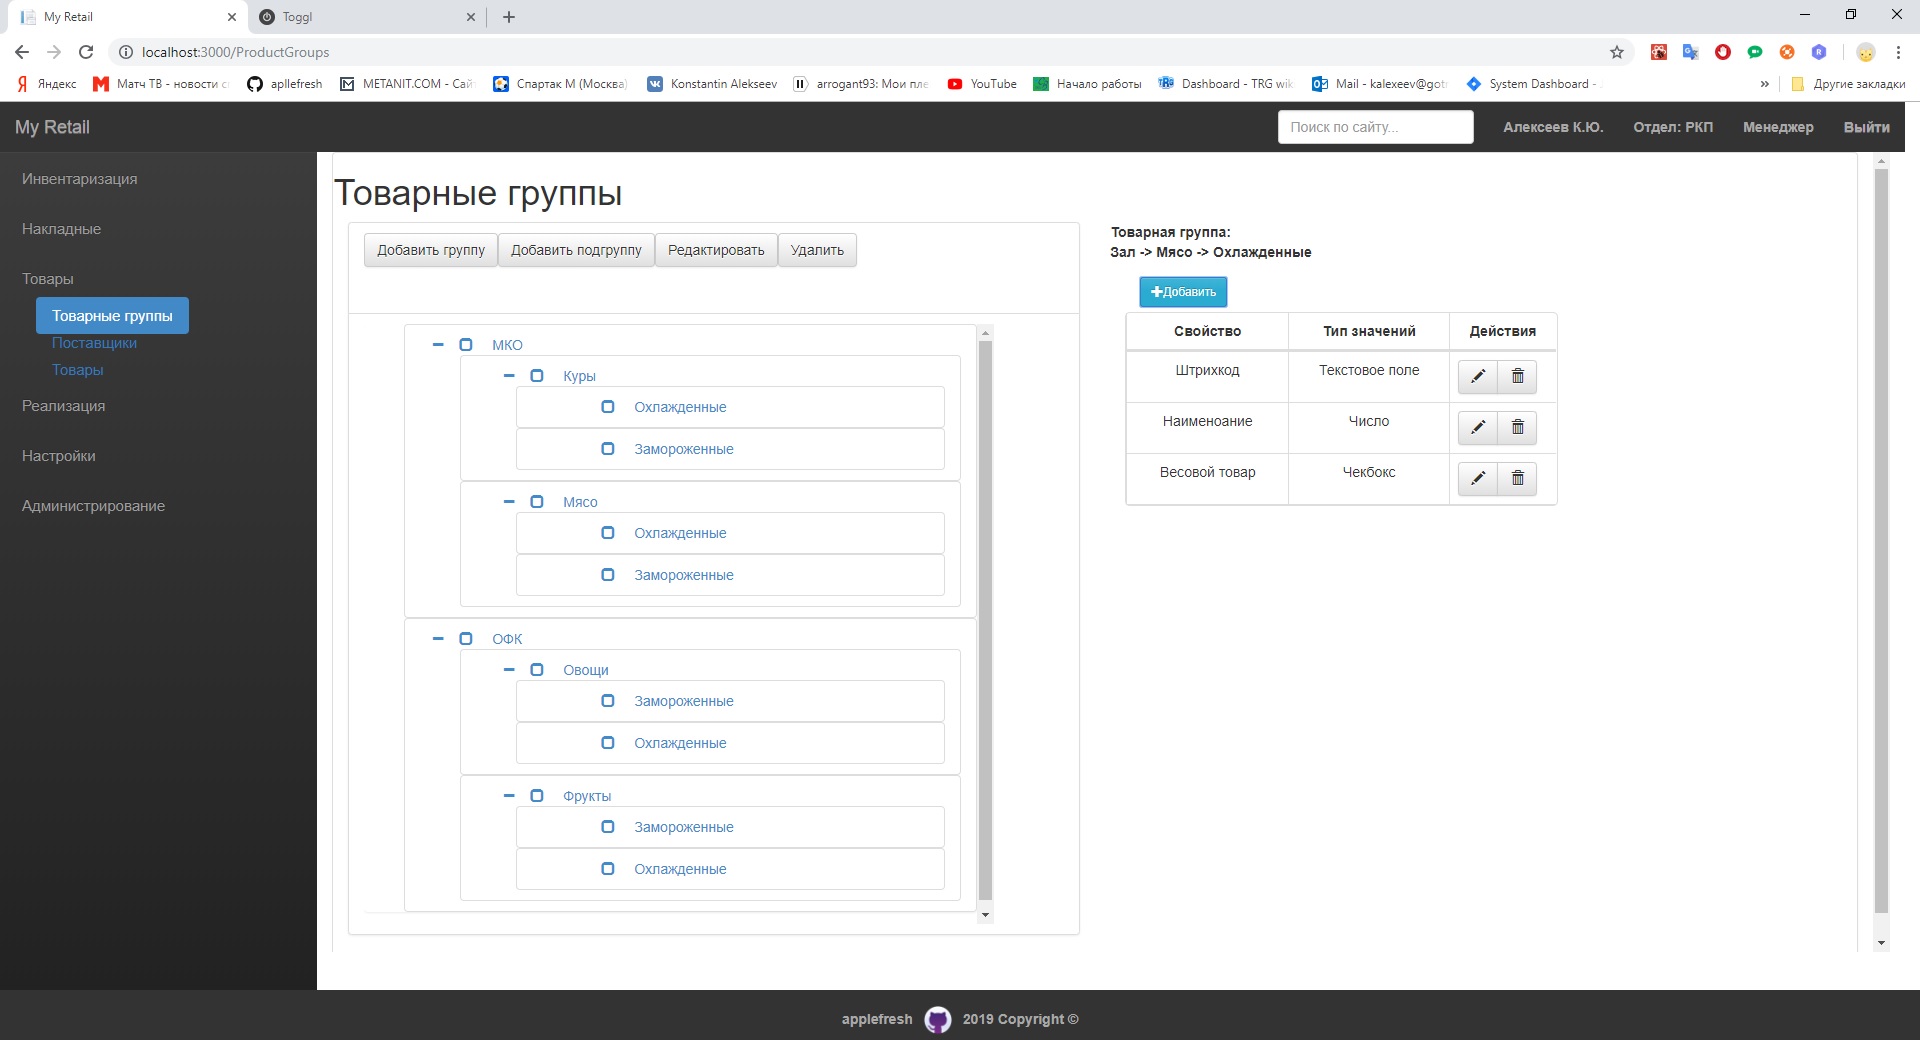 My Retail
Toggl
localhost:3000/ProductGroups
Яндекс
Матч ТВ - новости
apllefresh
METANIT.COM - Сай
Спартак М (Москва)
Konstantin Alekseev
arrogant93: Мои пле
YouTube
Начало работы
Dashboard - TRG wik
Mail - kalexeev@got
System Dashboard -
»
Другие закладки
My Retail
Поиск по сайту...
Алексеев К.Ю.
Отдел: РКП
Менеджер
Выйти
Инвентаризация
Накладные
Товары
Товарные группы
Поставщики
Товары
Реализация
Настройки
Администрирование
Товарные группы
Добавить группу
Добавить подгруппу
Редактировать
Удалить
МКО
Куры
Охлажденные
Замороженные
Мясо
Охлажденные
Замороженные
ОФК
Овощи
Замороженные
Охлажденные
Фрукты
Замороженные
Охлажденные
Товарная группа:
Зал -> Мясо -> Охлажденные
Добавить
Свойство Тип значений Действия
Штрихкод Текстовое поле
Наименоание Число
Весовой товар Чекбокс
applefresh 2019 Copyright ©